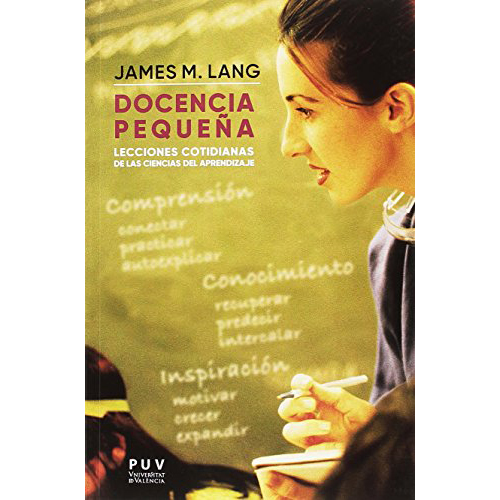 JAMES M. LANG
DOCENCIA
PEQUEÑA
LECCIONES COTIDIANAS
DE LAS CIENCIAS DEL APRENDIZAJE
Comprensión
conectar
practicar
autoexplicar
Conocimiento
recuperar
predecir
intercalar
Inspiración
motivar
crecer
expandir
PUV
UNIVERSITAT
DE VALÈNCIA